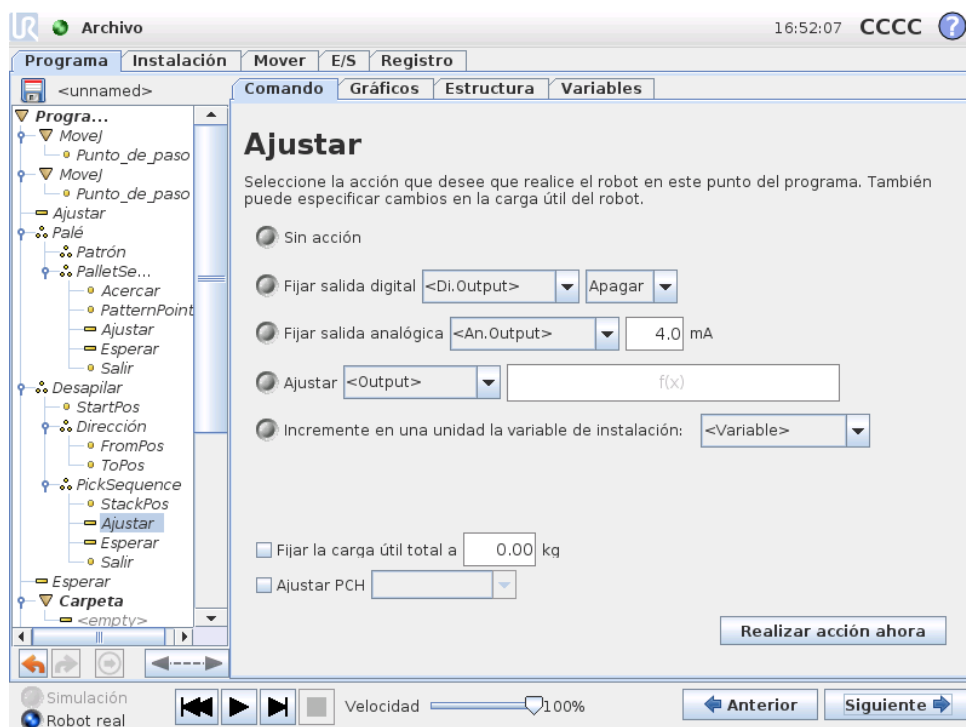 UR Archivo 16:52:07 CCCC ?
Programa Instalación Mover E/S Registro
<unnamed>
Comando Gráficos Estructura Variables
Progra...
MoveJ
Punto_de_paso
MoveJ
Punto_de_paso
Ajustar
Palé
Patrón
PalletSe...
Acercar
PatternPoint
Ajustar
Esperar
Salir
Desapilar
StartPos
Dirección
FromPos
ToPos
PickSequence
StackPos
Ajustar
Esperar
Salir
Esperar
Carpeta
<empty>
Ajustar
Seleccione la acción que desee que realice el robot en este punto del programa. También
puede especificar cambios en la carga útil del robot.
Sin acción
Fijar salida digital <Di.Output> Apagar
Fijar salida analógica <An.Output> 4.0 mA
Ajustar <Output> f(x)
Incremente en una unidad la variable de instalación: <Variable>
Fijar la carga útil total a 0.00 kg
Ajustar PCH
Realizar acción ahora
Simulación
Robot real
Velocidad 100%
Anterior Siguiente